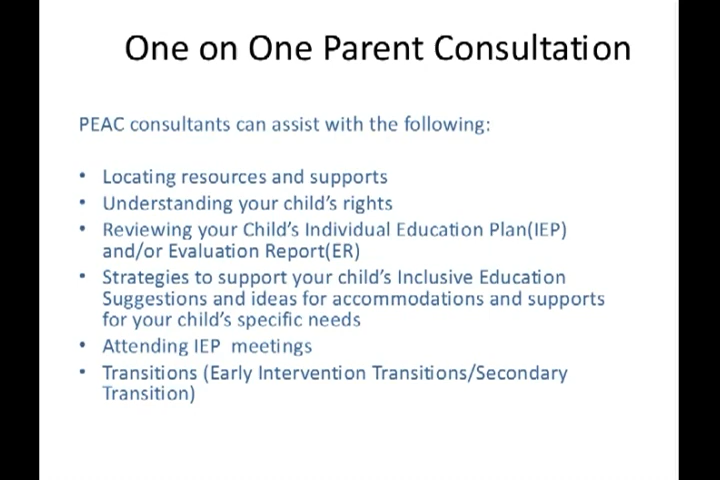 One on One Parent Consultation
PEAC consultants can assist with the following:
• Locating resources and supports
• Understanding your child's rights
• Reviewing your Child's Individual Education Plan(IEP)
and/or Evaluation Report(ER)
• Strategies to support your child's Inclusive Education
Suggestions and ideas for accommodations and supports
for your child's specific needs
• Attending IEP  meetings
• Transitions (Early Intervention Transitions/Secondary
Transition)